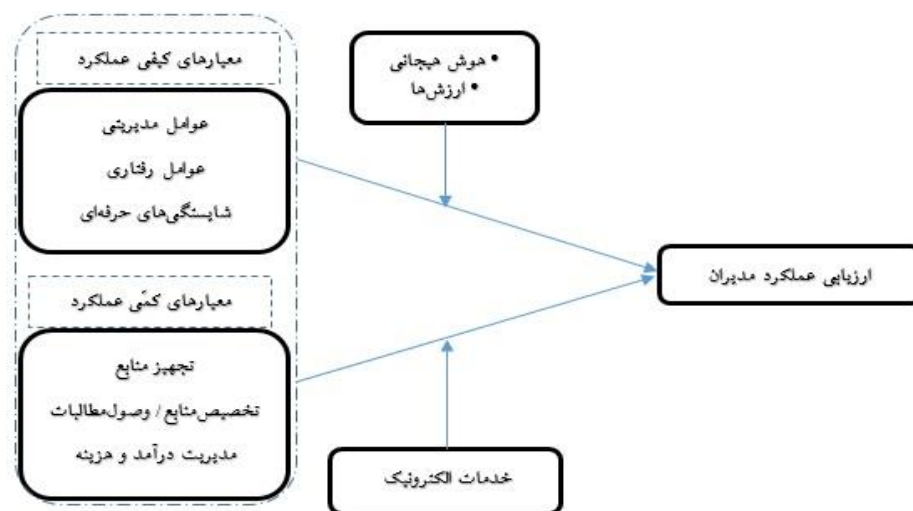 معیارهای کیفی عملکرد
عوامل مدیریتی
عوامل رفتاری
شایستگی‌های حرفه‌ای
• هوش هیجانی
• ارزش‌ها
ارزیابی عملکرد مدیران
معیارهای کمّی عملکرد
تجهیز منابع
تخصیص‌منابع / وصول‌مطالبات
مدیریت درآمد و هزینه
خدمات الکترونیک